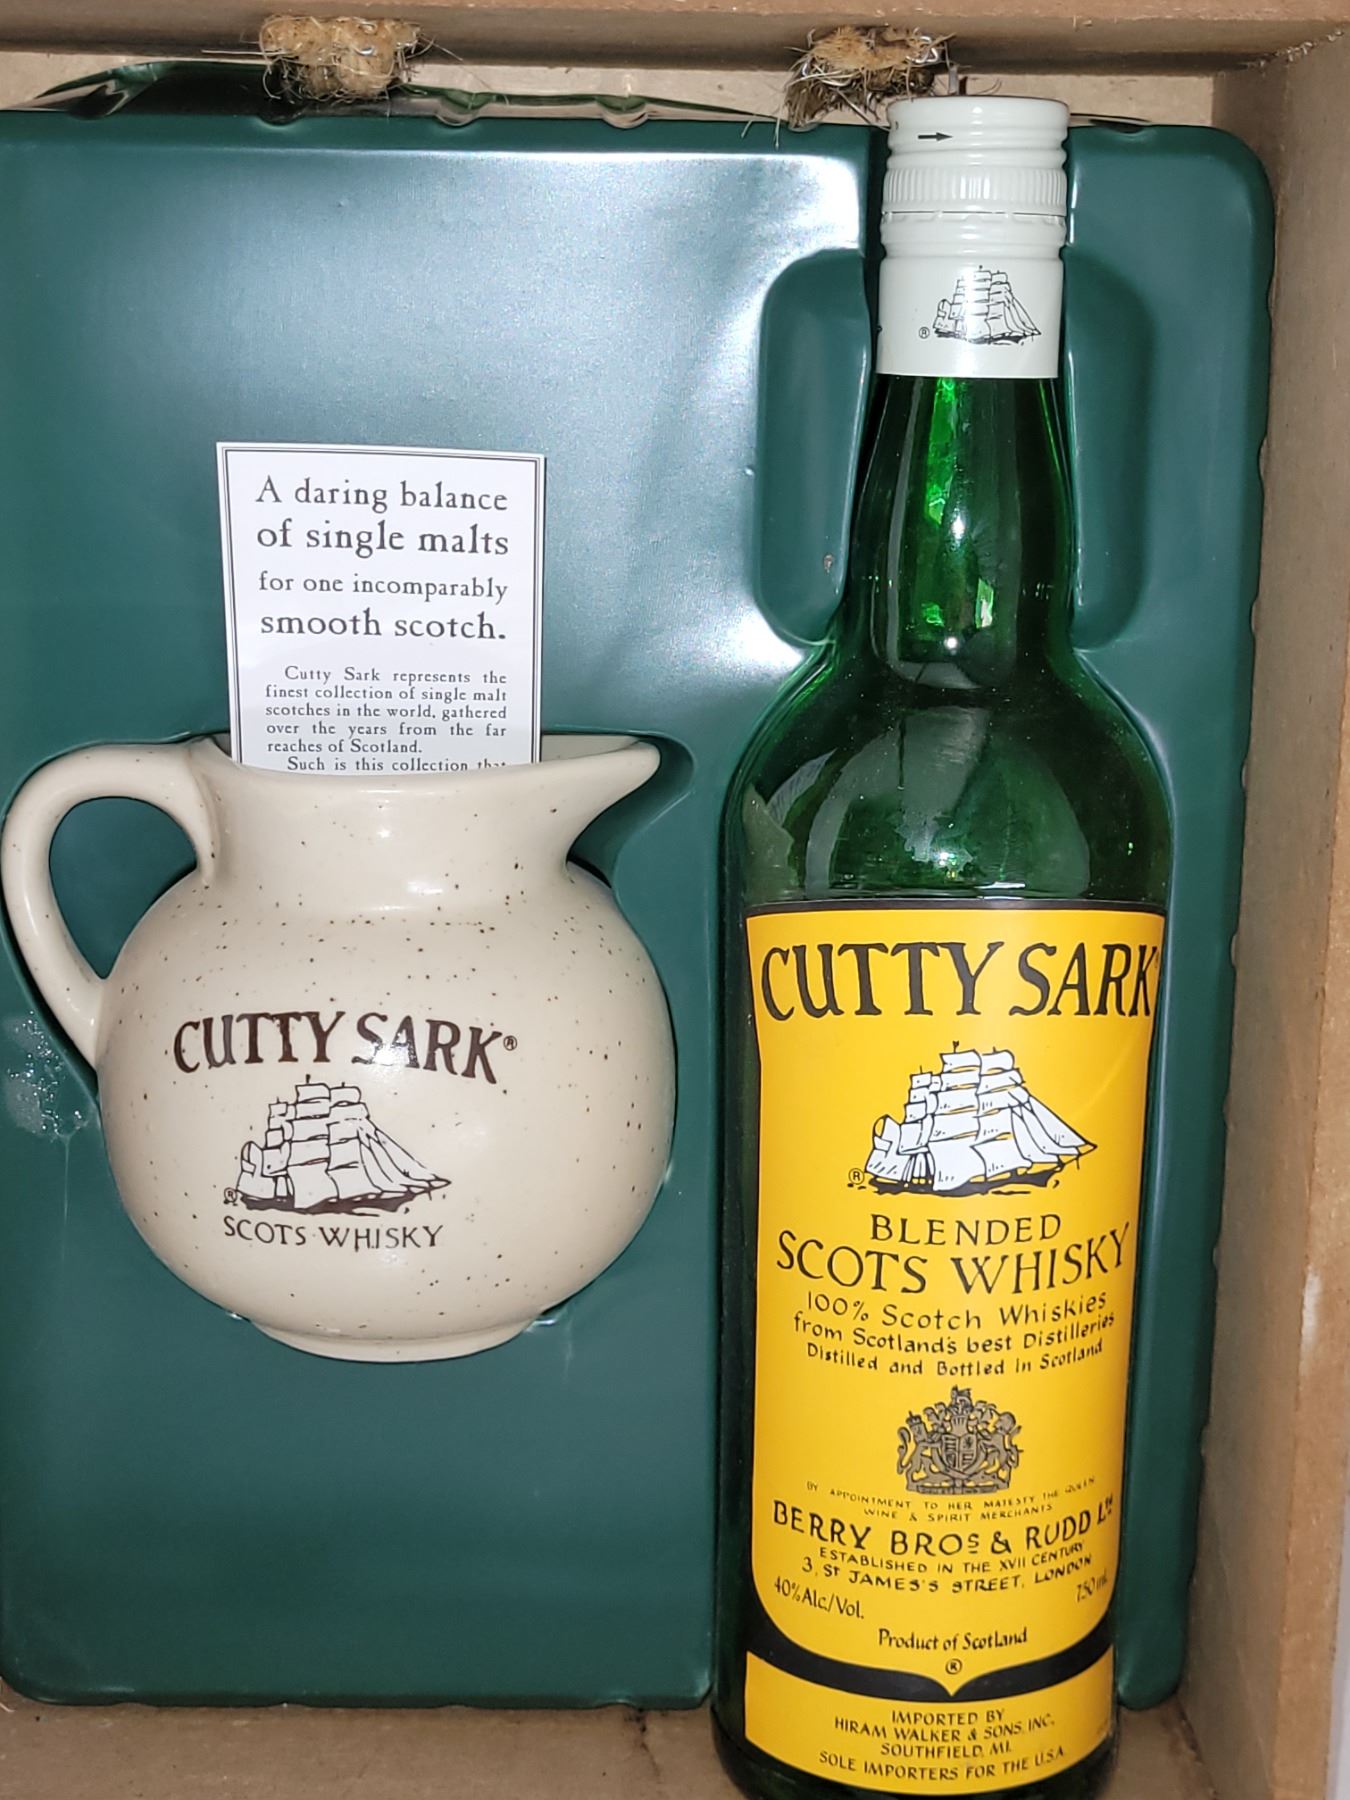 A daring balance
of single malts
for one incomparably
smooth scotch.
Cutty Sark represents the
finest collection of single malt
scotches in the world, gathered
over the years from the far
reaches of Scotland.
Such is this collection that
CUTTY SARK®
®
SCOTS WHISKY
®
CUTTY SARK
®
BLENDED
SCOTS WHISKY
100% Scotch Whiskies
from Scotland's best Distilleries
Distilled and Bottled in Scotland
BY APPOINTMENT TO HER MAJESTY THE QUEEN
WINE & SPIRIT MERCHANTS
BERRY BROS & RUDD LTD
ESTABLISHED IN THE XVII CENTURY
3, ST JAMES'S STREET, LONDON
40% Alc./Vol. 750 mL
Product of Scotland
®
IMPORTED BY
HIRAM WALKER & SONS, INC.
SOUTHFIELD, MI.
SOLE IMPORTERS FOR THE U.S.A.